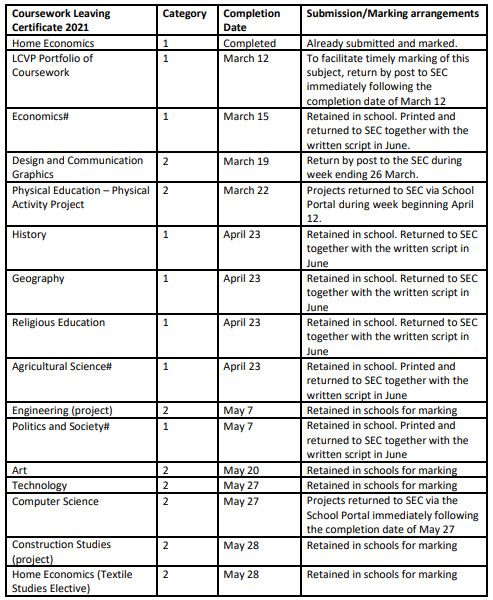 Coursework Leaving Category Completion Submission/Marking arrangements
Certificate 2021 Date
Home Economics 1 Completed Already submitted and marked.
LCVP Portfolio of 1 March 12 To facilitate timely marking of this
Coursework subject, return by post to SEC
immediately following the
completion date of March 12
Economics# 1 March 15 Retained in school. Printed and
returned to SEC together with the
written script in June.
Design and Communication 2 March 19 Return by post to the SEC during
Graphics week ending 26 March.
Physical Education – Physical 2 March 22 Projects returned to SEC via School
Activity Project Portal during week beginning April
12.
History 1 April 23 Retained in school. Returned to SEC
together with the written script in
June
Geography 1 April 23 Retained in school. Returned to SEC
together with the written script in
June
Religious Education 1 April 23 Retained in school. Returned to SEC
together with the written script in
June
Agricultural Science# 1 April 23 Retained in school. Printed and
returned to SEC together with the
written script in June
Engineering (project) 2 May 7 Retained in schools for marking
Politics and Society# 1 May 7 Retained in school. Printed and
returned to SEC together with the
written script in June
Art 2 May 20 Retained in schools for marking
Technology 2 May 27 Retained in schools for marking
Computer Science 2 May 27 Projects returned to SEC via the
School Portal immediately following
the completion date of May 27
Construction Studies 2 May 28 Retained in schools for marking
(project)
Home Economics (Textile 2 May 28 Retained in schools for marking
Studies Elective)